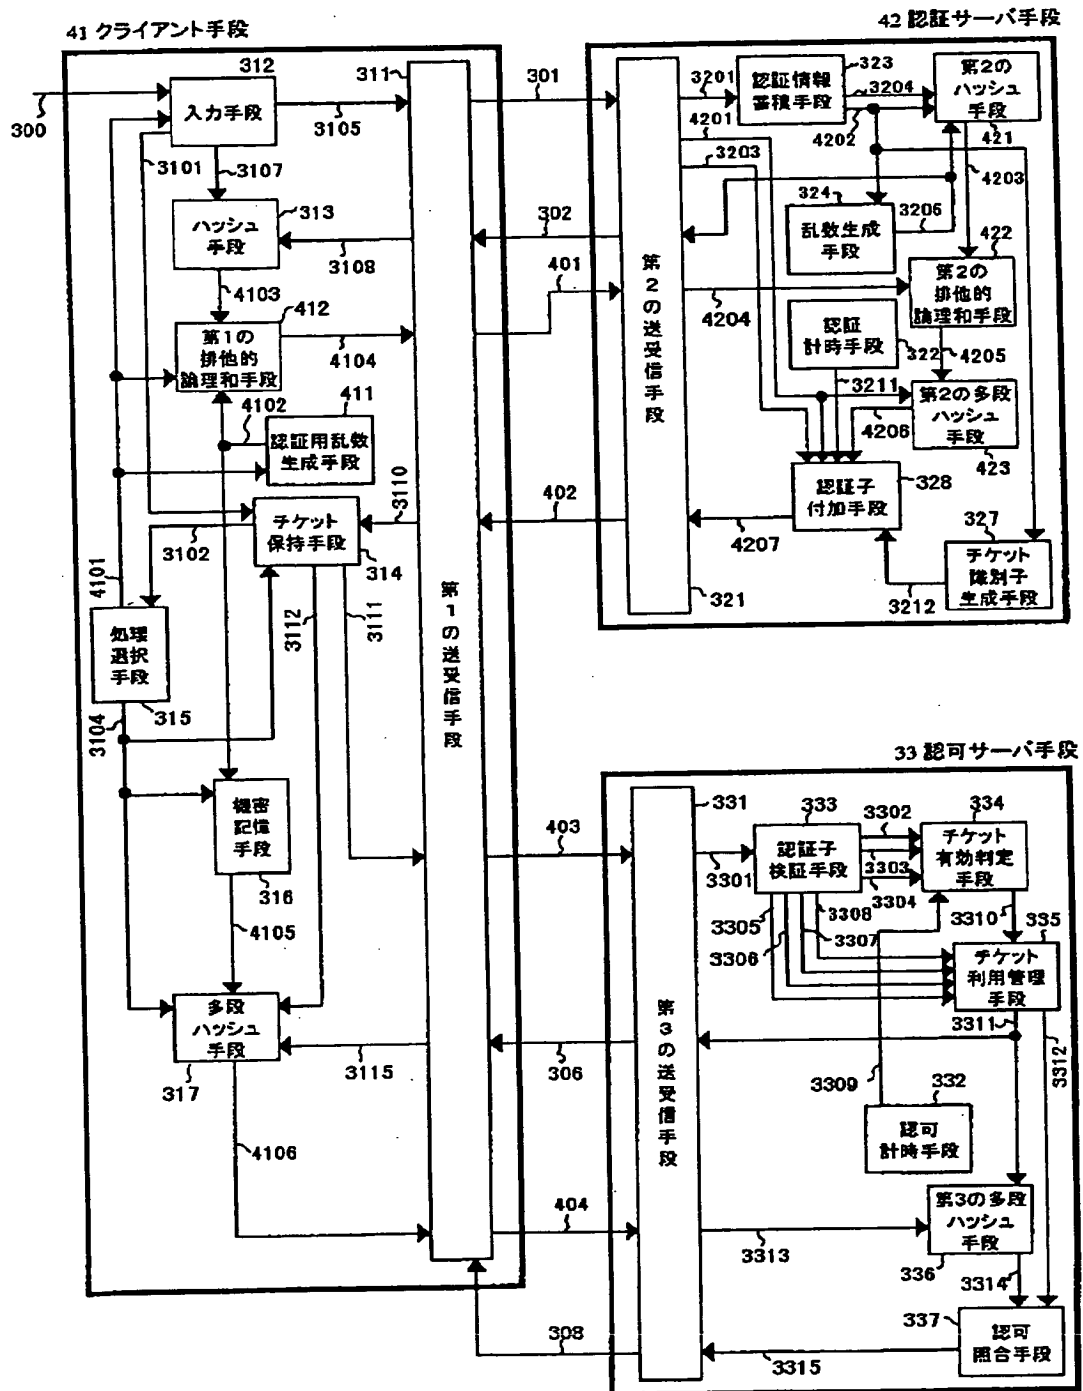 41 クライアント手段
312
300
入力手段
3105
3101
3107
313
ハッシュ
手段
3108
4103
412
第1の
排他的
論理和手段
4104
4102
411
認証用乱数
生成手段
3110
チケット
保持手段
314
3102
4101
3112
3111
処理
選択
手段
315
3104
機密
記憶
手段
316
4105
多段
ハッシュ
手段
317
3115
4106
311
第1の送受信手段
301
302
401
402
403
306
404
308
42 認証サーバ手段
第2の送受信手段
321
3201
認証情報
蓄積手段
323
3204
4202
第2の
ハッシュ
手段
421
4201
3203
4203
324
乱数生成
手段
3206
422
第2の
排他的
論理和手段
4204
認証
計時手段
322
4205
3211
第2の多段
ハッシュ
手段
423
4206
認証子
付加手段
328
4207
327
チケット
識別子
生成手段
3212
33 認可サーバ手段
331
第3の送受信手段
333
認証子
検証手段
3301
3302
3303
3304
334
チケット
有効判定
手段
3305
3306
3308
3307
3310
335
チケット
利用管理
手段
3311
3312
3309
332
認可
計時手段
第3の多段
ハッシュ
手段
3313
336
3314
337
認可
照合手段
3315